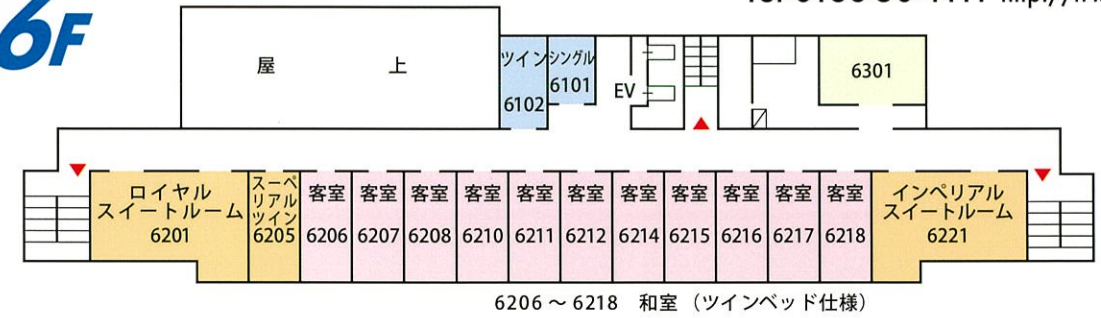 6F
屋上
ツイン
6102
シングル
6101
EV
6301
ロイヤル
スイートルーム
6201
スーペ
リアル
ツイン
6205
客室
6206
客室
6207
客室
6208
客室
6210
客室
6211
客室
6212
客室
6214
客室
6215
客室
6216
客室
6217
客室
6218
インペリアル
スイートルーム
6221
6206～6218 和室（ツインベッド仕様）